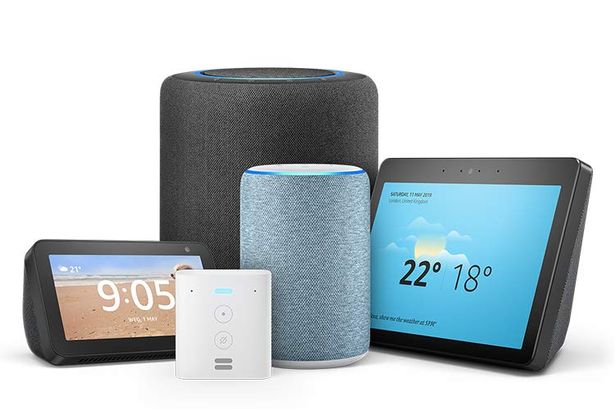 21°
9:05
WED, 1 MAY
SATURDAY, 11 MAY 2019
London, United Kingdom
22° 18°
show me the weather at 5PM"